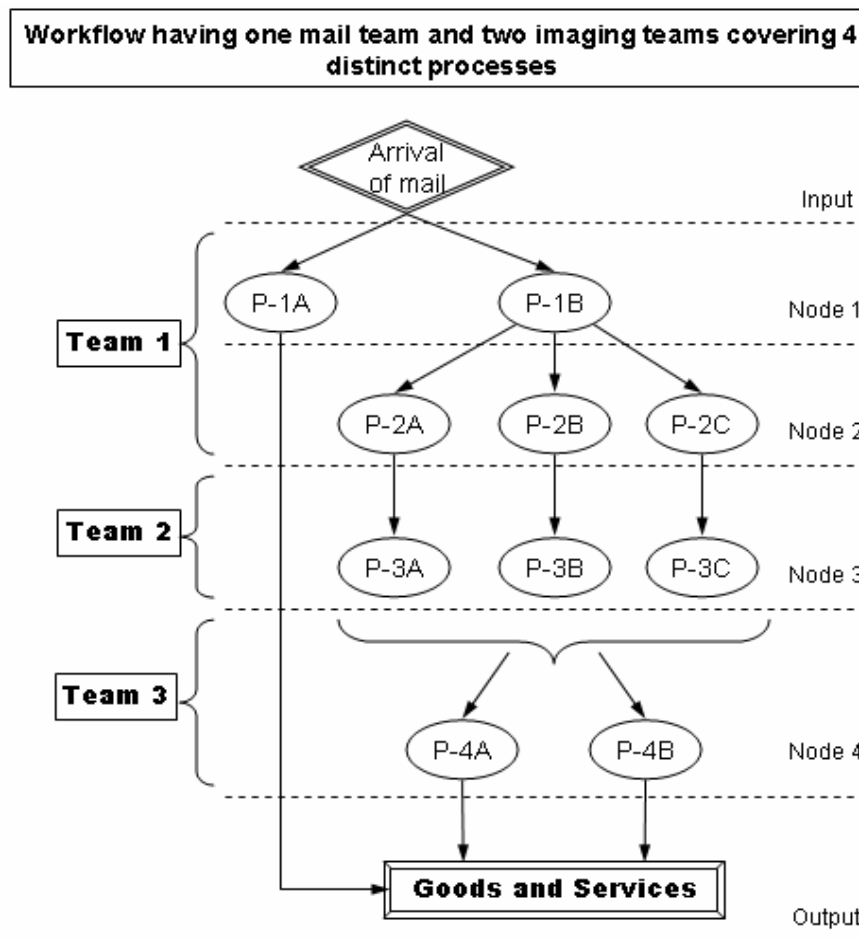 Workflow having one mail team and two imaging teams covering 4
distinct processes
Arrival
of mail
Input
P-1A
P-1B
Node 1
Team 1
P-2A
P-2B
P-2C
Node 2
Team 2
P-3A
P-3B
P-3C
Node 3
Team 3
P-4A
P-4B
Node 4
Goods and Services
Output